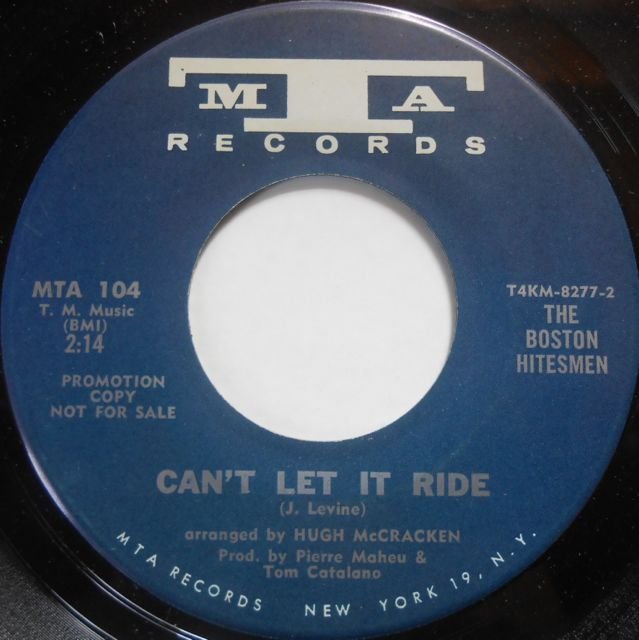 MTA
RECORDS
MTA 104
T. M. Music
(BMI)
2:14
PROMOTION
COPY
NOT FOR SALE
T4KM-8277-2
THE
BOSTON
HITESMEN
CAN'T LET IT RIDE
(J. Levine)
arranged by HUGH McCRACKEN
Prod. by Pierre Maheu &
Tom Catalano
MTA RECORDS NEW YORK 19, N.Y.